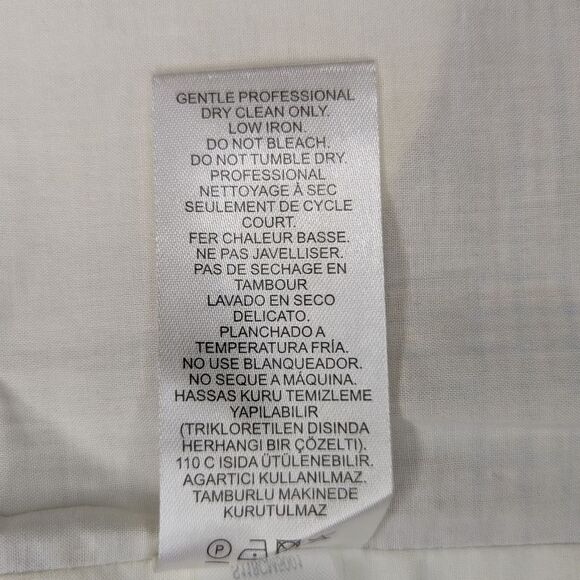 GENTLE PROFESSIONAL
DRY CLEAN ONLY.
LOW IRON.
DO NOT BLEACH.
DO NOT TUMBLE DRY.
PROFESSIONAL
NETTOYAGE À SEC
SEULEMENT DE CYCLE
COURT.
FER CHALEUR BASSE.
NE PAS JAVELLISER.
PAS DE SECHAGE EN
TAMBOUR
LAVADO EN SECO
DELICATO.
PLANCHADO A
TEMPERATURA FRÍA.
NO USE BLANQUEADOR.
NO SEQUE A MÁQUINA.
HASSAS KURU TEMIZLEME
YAPILABILIR
(TRIKLORETILEN DISINDA
HERHANGI BIR ÇÖZELTI).
110 C ISIDA ÜTÜLENEBILIR.
AGARTICI KULLANILMAZ.
TAMBURLU MAKINEDE
KURUTULMAZ
P